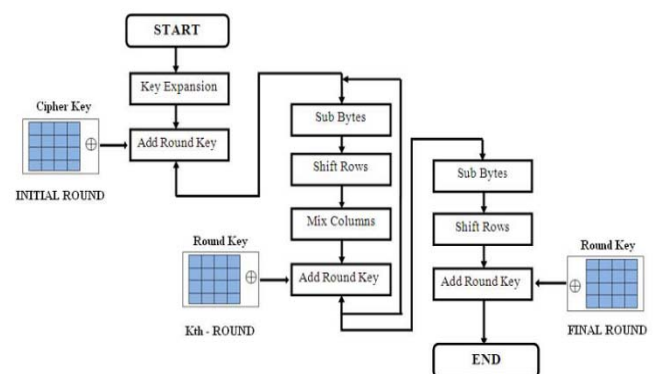 START
Key Expansion
Cipher Key
Add Round Key
INITIAL ROUND
Sub Bytes
Shift Rows
Mix Columns
Round Key
Add Round Key
Kth - ROUND
Sub Bytes
Shift Rows
Round Key
Add Round Key
FINAL ROUND
END